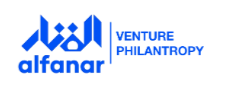 الفنار
alfanar
VENTURE
PHILANTROPY